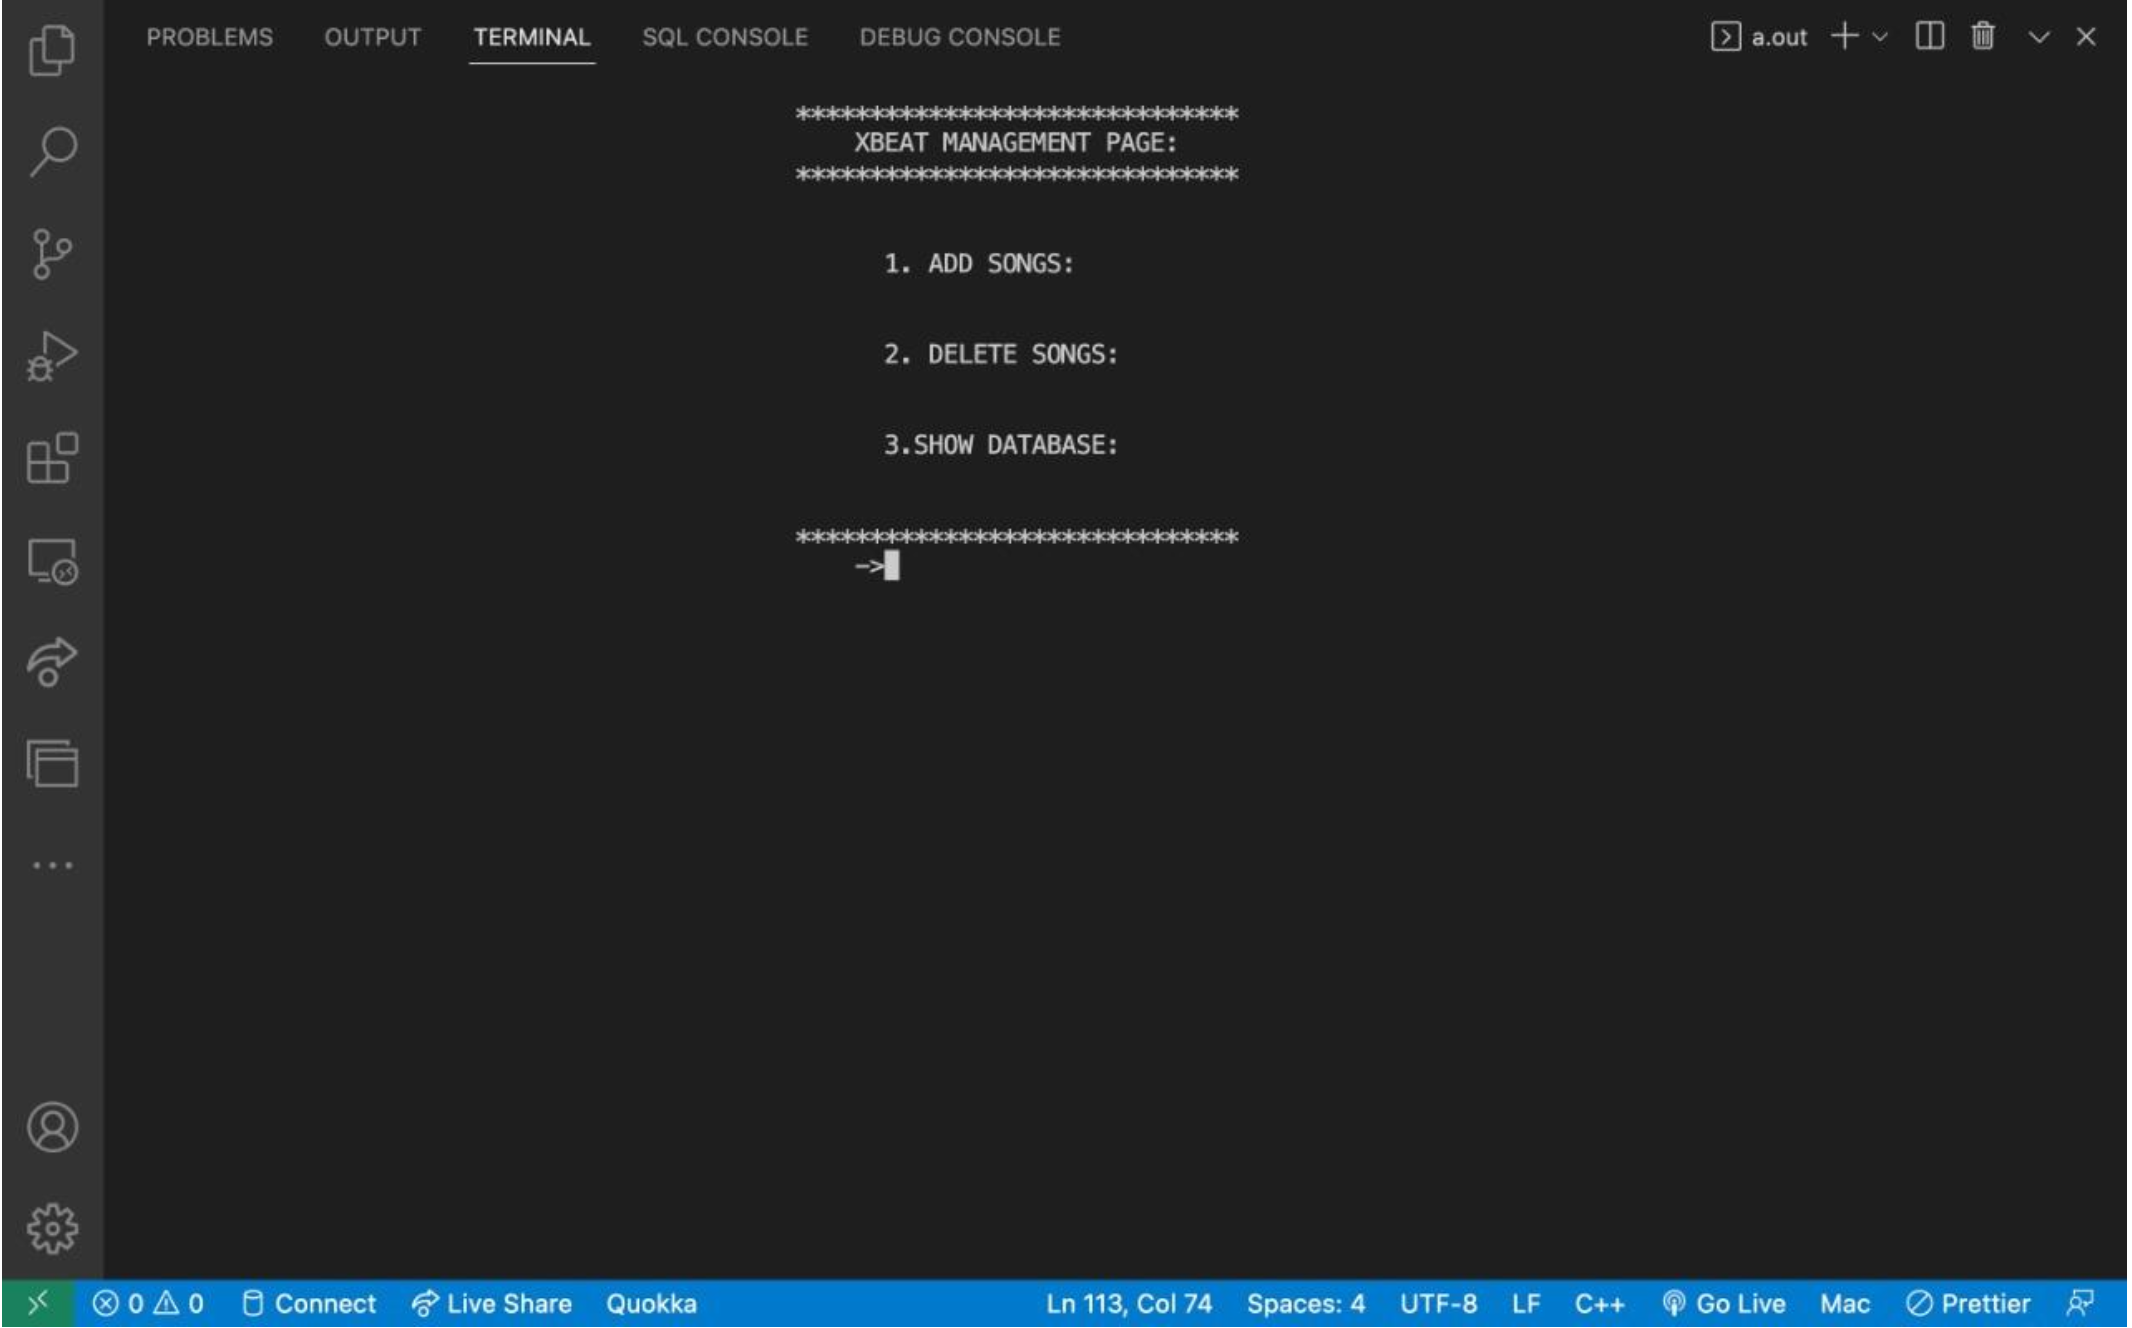 PROBLEMS OUTPUT TERMINAL SQL CONSOLE DEBUG CONSOLE a.out
******************************
XBEAT MANAGEMENT PAGE:
******************************
1. ADD SONGS:
2. DELETE SONGS:
3.SHOW DATABASE:
******************************
->
0 0 Connect Live Share Quokka Ln 113, Col 74 Spaces: 4 UTF-8 LF C++ Go Live Mac Prettier